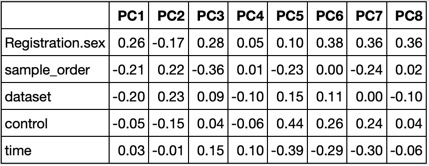 PC1 PC2 PC3 PC4 PC5 PC6 PC7 PC8
Registration.sex 0.26 -0.17 0.28 0.05 0.10 0.38 0.36 0.36
sample_order -0.21 0.22 -0.36 0.01 -0.23 0.00 -0.24 0.02
dataset -0.20 0.23 0.09 -0.10 0.15 0.11 0.00 -0.10
control -0.05 -0.15 0.04 -0.06 0.44 0.26 0.24 0.04
time 0.03 -0.01 0.15 0.10 -0.39 -0.29 -0.30 -0.06